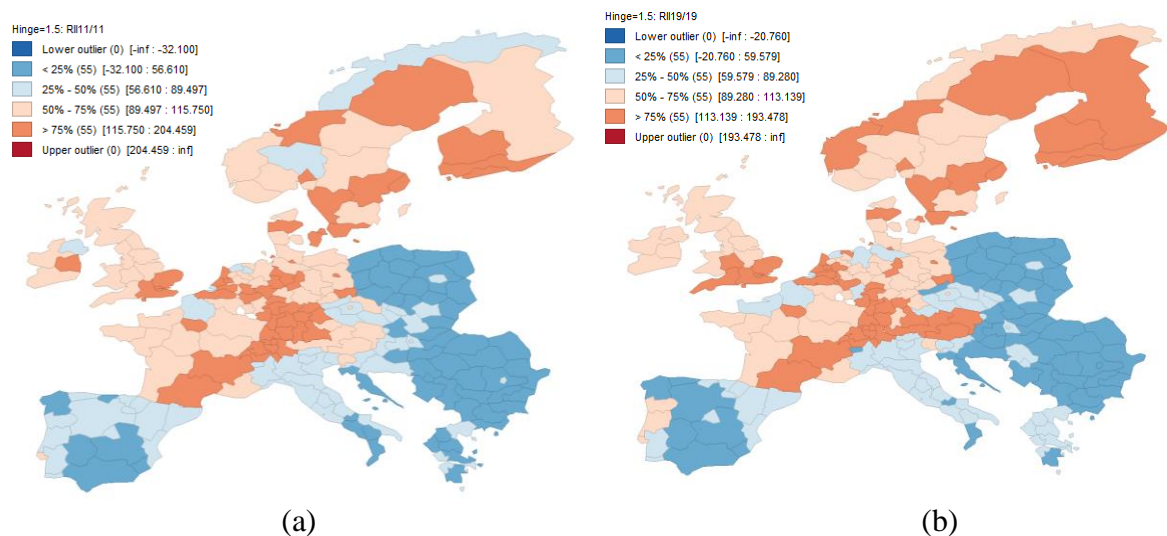 Hinge=1.5: RII11/11
Lower outlier (0) [-inf : -32.100]
< 25% (55) [-32.100 : 56.610]
25% - 50% (55) [56.610 : 89.497]
50% - 75% (55) [89.497 : 115.750]
> 75% (55) [115.750 : 204.459]
Upper outlier (0) [204.459 : inf]
(a)
Hinge=1.5: RII19/19
Lower outlier (0) [-inf : -20.760]
< 25% (55) [-20.760 : 59.579]
25% - 50% (55) [59.579 : 89.280]
50% - 75% (55) [89.280 : 113.139]
> 75% (55) [113.139 : 193.478]
Upper outlier (0) [193.478 : inf]
(b)